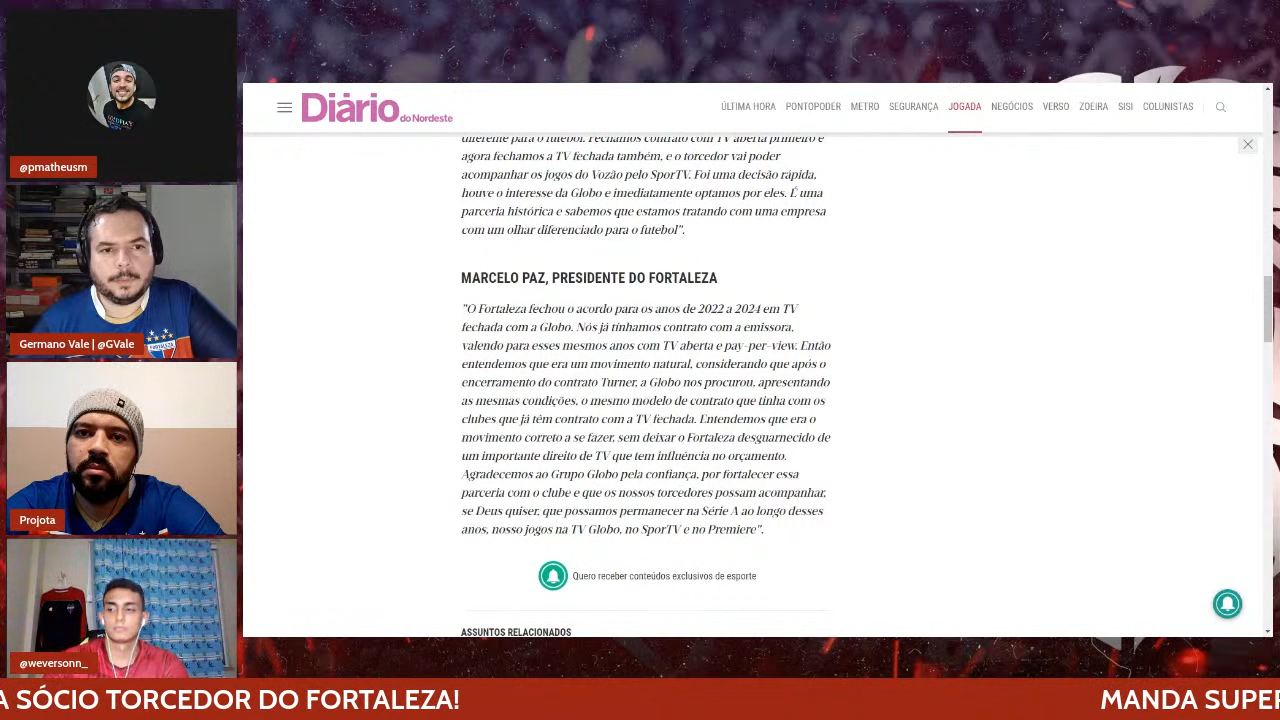 @pmatheusm
Germano Vale | @GVale
FORTALEZA
Projota
@weversonn_
Diário
do Nordeste
ÚLTIMA HORA PONTOPODER METRO SEGURANÇA JOGADA NEGÓCIOS VERSO ZOEIRA SISI COLUNISTAS
diferente para o futebol. Fechamos contrato com TV aberta primeiro e
agora fechamos a TV fechada também, e o torcedor vai poder
acompanhar os jogos do Vozão pelo SporTV. Foi uma decisão rápida,
houve o interesse da Globo e imediatamente optamos por eles. É uma
parceria histórica e sabemos que estamos tratando com uma empresa
com um olhar diferenciado para o futebol".
MARCELO PAZ, PRESIDENTE DO FORTALEZA
"O Fortaleza fechou o acordo para os anos de 2022 a 2024 em TV
fechada com a Globo. Nós já tínhamos contrato com a emissora,
valendo para esses mesmos anos com TV aberta e pay-per-view. Então
entendemos que era um movimento natural, considerando que após o
encerramento do contrato Turner, a Globo nos procurou, apresentando
as mesmas condições, o mesmo modelo de contrato que tinha com os
clubes que já têm contrato com a TV fechada. Entendemos que era o
movimento correto a se fazer, sem deixar o Fortaleza desguarnecido de
um importante direito de TV que tem influência no orçamento.
Agradecemos ao Grupo Globo pela confiança, por fortalecer essa
parceria com o clube e que os nossos torcedores possam acompanhar,
se Deus quiser, que possamos permanecer na Série A ao longo desses
anos, nosso jogos na TV Globo, no SporTV e no Premiere".
Quero receber conteúdos exclusivos de esporte
ASSUNTOS RELACIONADOS
A SÓCIO TORCEDOR DO FORTALEZA!
MANDA SUPER